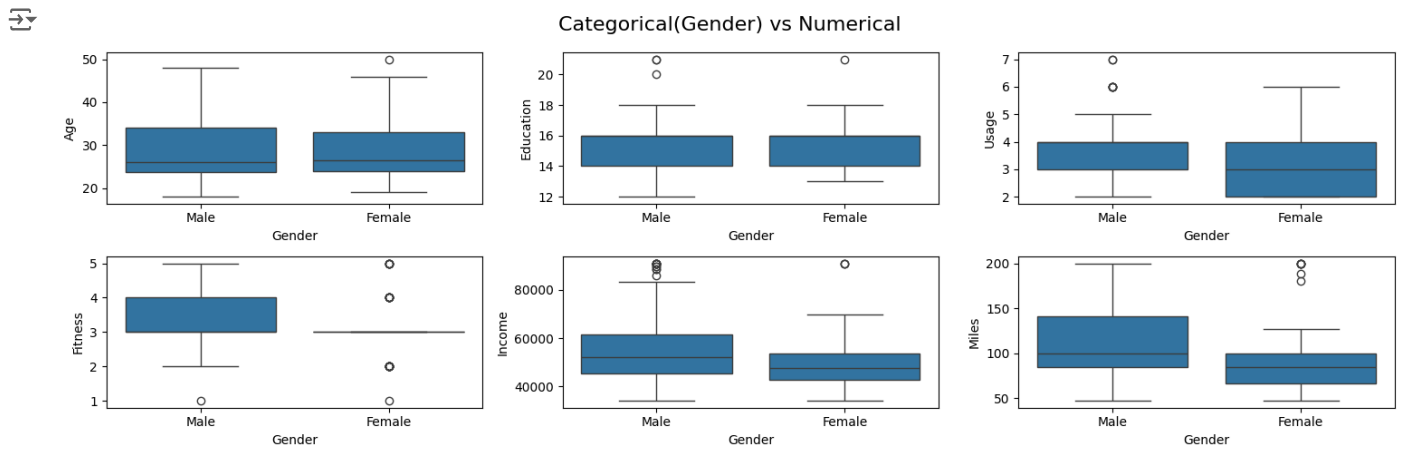 Categorical(Gender) vs Numerical
50
40
30
20
Age
Male
Female
Gender
20
18
16
14
12
Education
Male
Female
Gender
7
6
5
4
3
2
Usage
Male
Female
Gender
5
4
3
2
1
Fitness
Male
Female
Gender
80000
60000
40000
Income
Male
Female
Gender
200
150
100
50
Miles
Male
Female
Gender